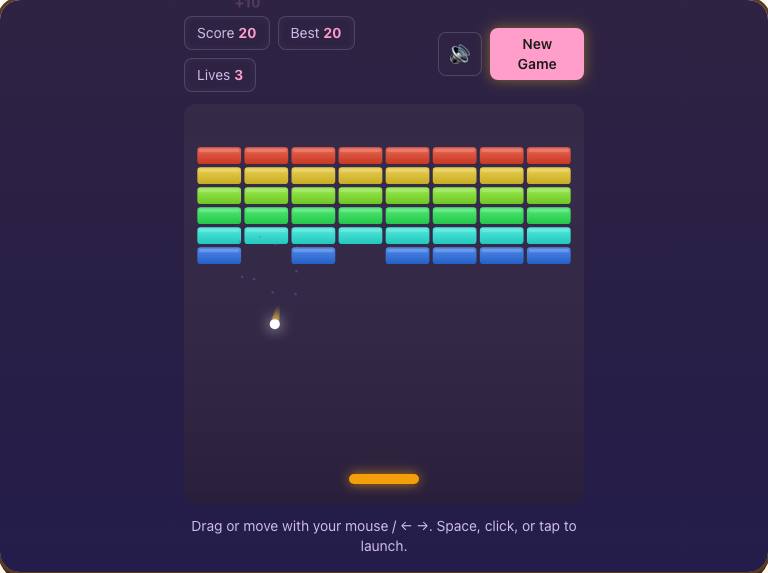 +10
Score 20
Best 20
Lives 3
New
Game
Drag or move with your mouse / ← →. Space, click, or tap to
launch.